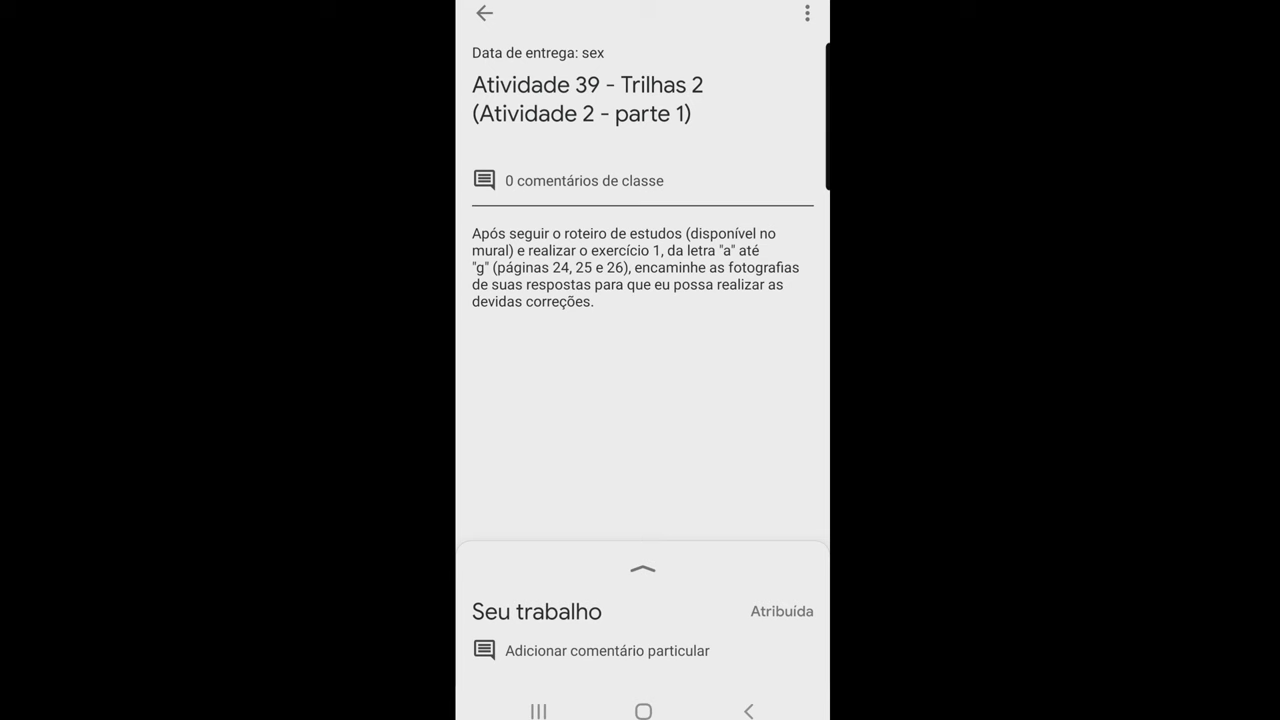 Data de entrega: sex
Atividade 39 - Trilhas 2
(Atividade 2 - parte 1)
0 comentários de classe
Após seguir o roteiro de estudos (disponível no
mural) e realizar o exercício 1, da letra "a" até
"g" (páginas 24, 25 e 26), encaminhe as fotografias
de suas respostas para que eu possa realizar as
devidas correções.
Seu trabalho
Atribuída
Adicionar comentário particular